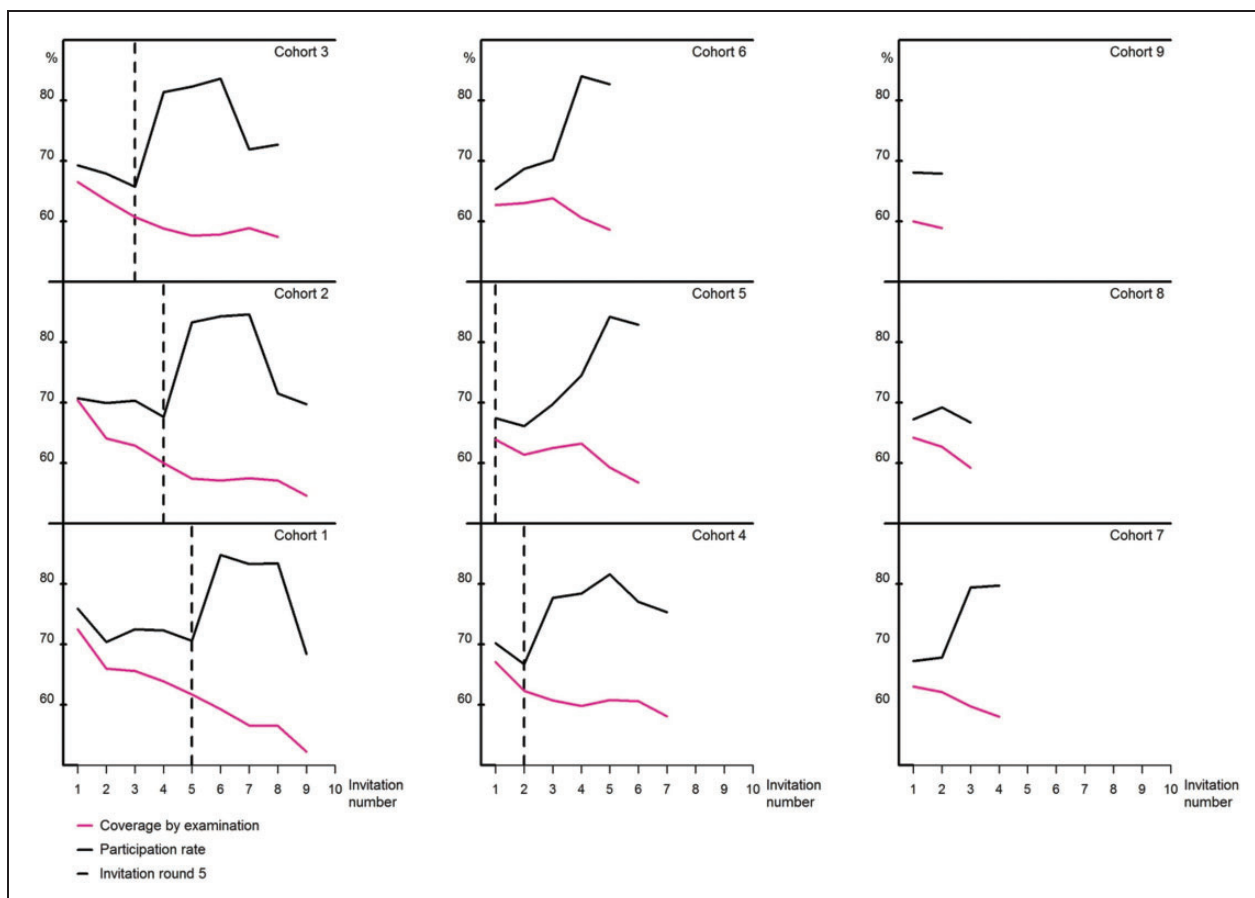 % Cohort 3
80
70
60
Cohort 2
80
70
60
Cohort 1
80
70
60
1 2 3 4 5 6 7 8 9 10 Invitation
number
% Cohort 6
80
70
60
Cohort 5
80
70
60
Cohort 4
80
70
60
1 2 3 4 5 6 7 8 9 10 Invitation
number
% Cohort 9
80
70
60
Cohort 8
80
70
60
Cohort 7
80
70
60
1 2 3 4 5 6 7 8 9 10 Invitation
number
Coverage by examination
Participation rate
Invitation round 5